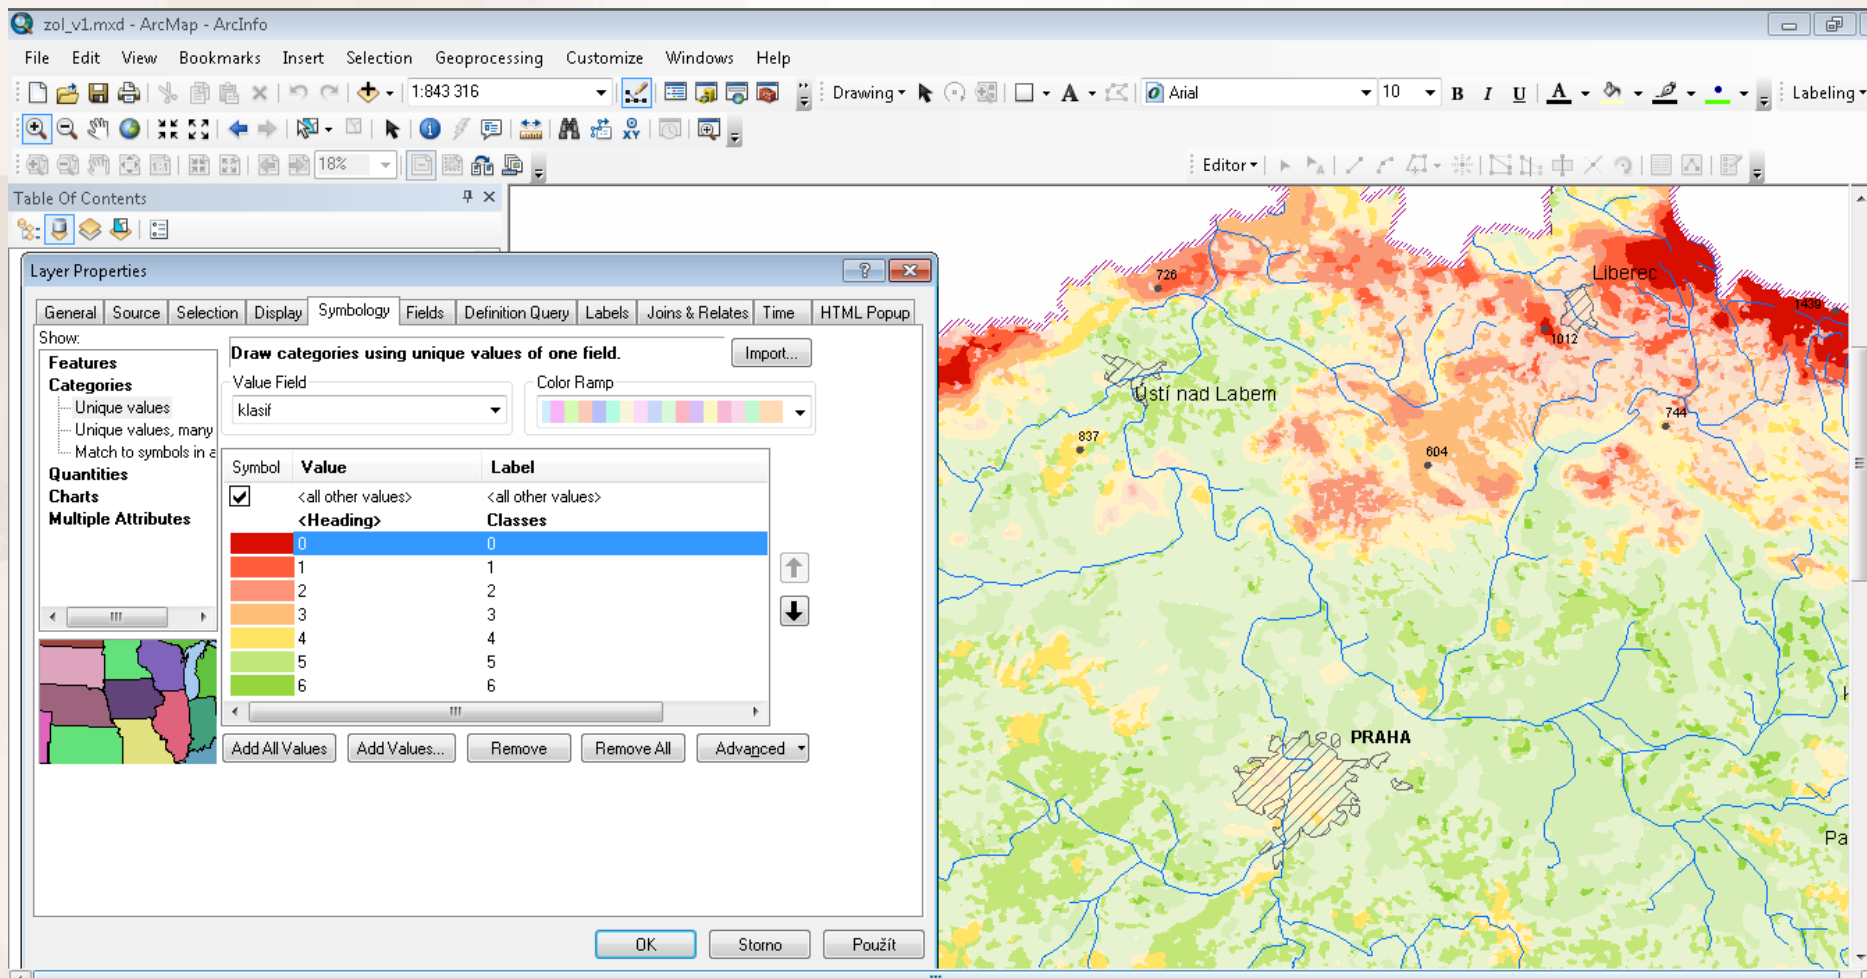 zol_v1.mxd - ArcMap - ArcInfo
File Edit View Bookmarks Insert Selection Geoprocessing Customize Windows Help
1:843 316
Drawing
Arial
10
B I U A
Labeling
18%
Editor
Table Of Contents
Layer Properties
General Source Selection Display Symbology Fields Definition Query Labels Joins & Relates Time HTML Popup
Show:
Features
Categories
Unique values
Unique values, many
Match to symbols in a
Quantities
Charts
Multiple Attributes
Draw categories using unique values of one field.
Import...
Value Field
klasif
Color Ramp
Symbol Value Label
<all other values> <all other values>
<Heading> Classes
0 0
1 1
2 2
3 3
4 4
5 5
6 6
Add All Values Add Values... Remove Remove All Advanced
OK Storno Použít
726
Liberec
1439
1012
Ústí nad Labem
744
837
604
PRAHA
Pa